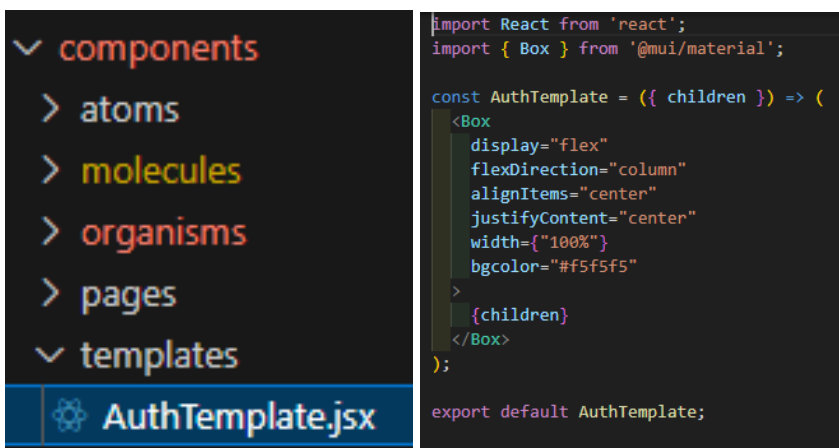 components
atoms
molecules
organisms
pages
templates
AuthTemplate.jsx
import React from 'react';
import { Box } from '@mui/material';
const AuthTemplate = ({ children }) => (
<Box
display="flex"
flexDirection="column"
alignItems="center"
justifyContent="center"
width={"100%"}
bgcolor="#f5f5f5"
>
{children}
</Box>
);
export default AuthTemplate;